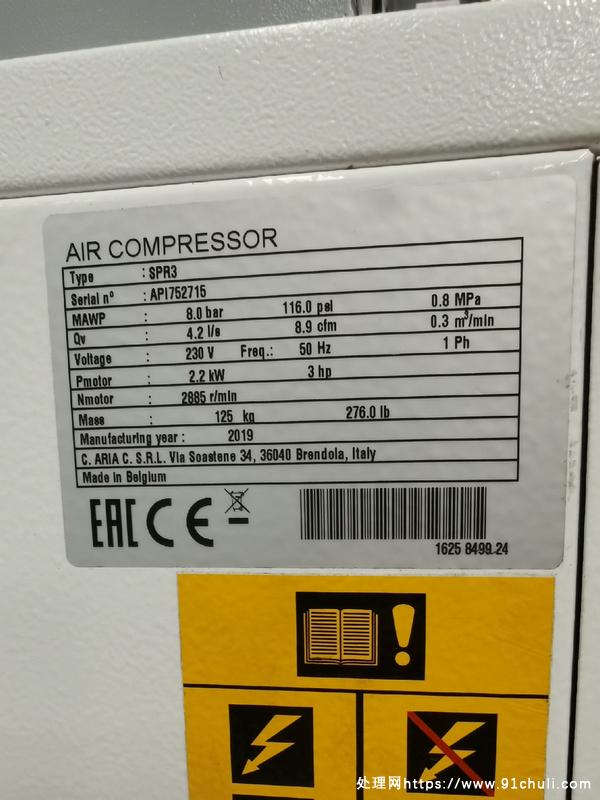 AIR COMPRESSOR
Type : SPR3
Serial nº : API752715
MAWP : 8.0 bar 116.0 psi 0.8 MPa
Qv : 4.2 l/s 8.9 cfm 0.3 m³/min
Voltage : 230 V Freq.: 50 Hz 1 Ph
Pmotor : 2.2 kW 3 hp
Nmotor : 2885 r/min
Mass : 125 kg 276.0 lb
Manufacturing year : 2019
C. ARIA C. S.R.L. Via Soastene 34, 36040 Brendola, Italy
Made in Belgium
EAC CE
1625 8499 24
处理网https://www.91chuli.com